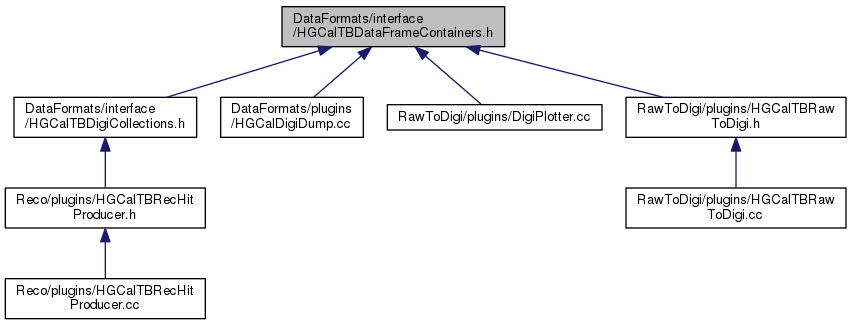 DataFormats/interface
/HGCalTBDataFrameContainers.h
DataFormats/interface
/HGCalTBDigiCollections.h
DataFormats/plugins
/HGCalDigiDump.cc
RawToDigi/plugins/DigiPlotter.cc
RawToDigi/plugins/HGCalTBRaw
ToDigi.h
Reco/plugins/HGCalTBRecHit
Producer.h
RawToDigi/plugins/HGCalTBRaw
ToDigi.cc
Reco/plugins/HGCalTBRecHit
Producer.cc